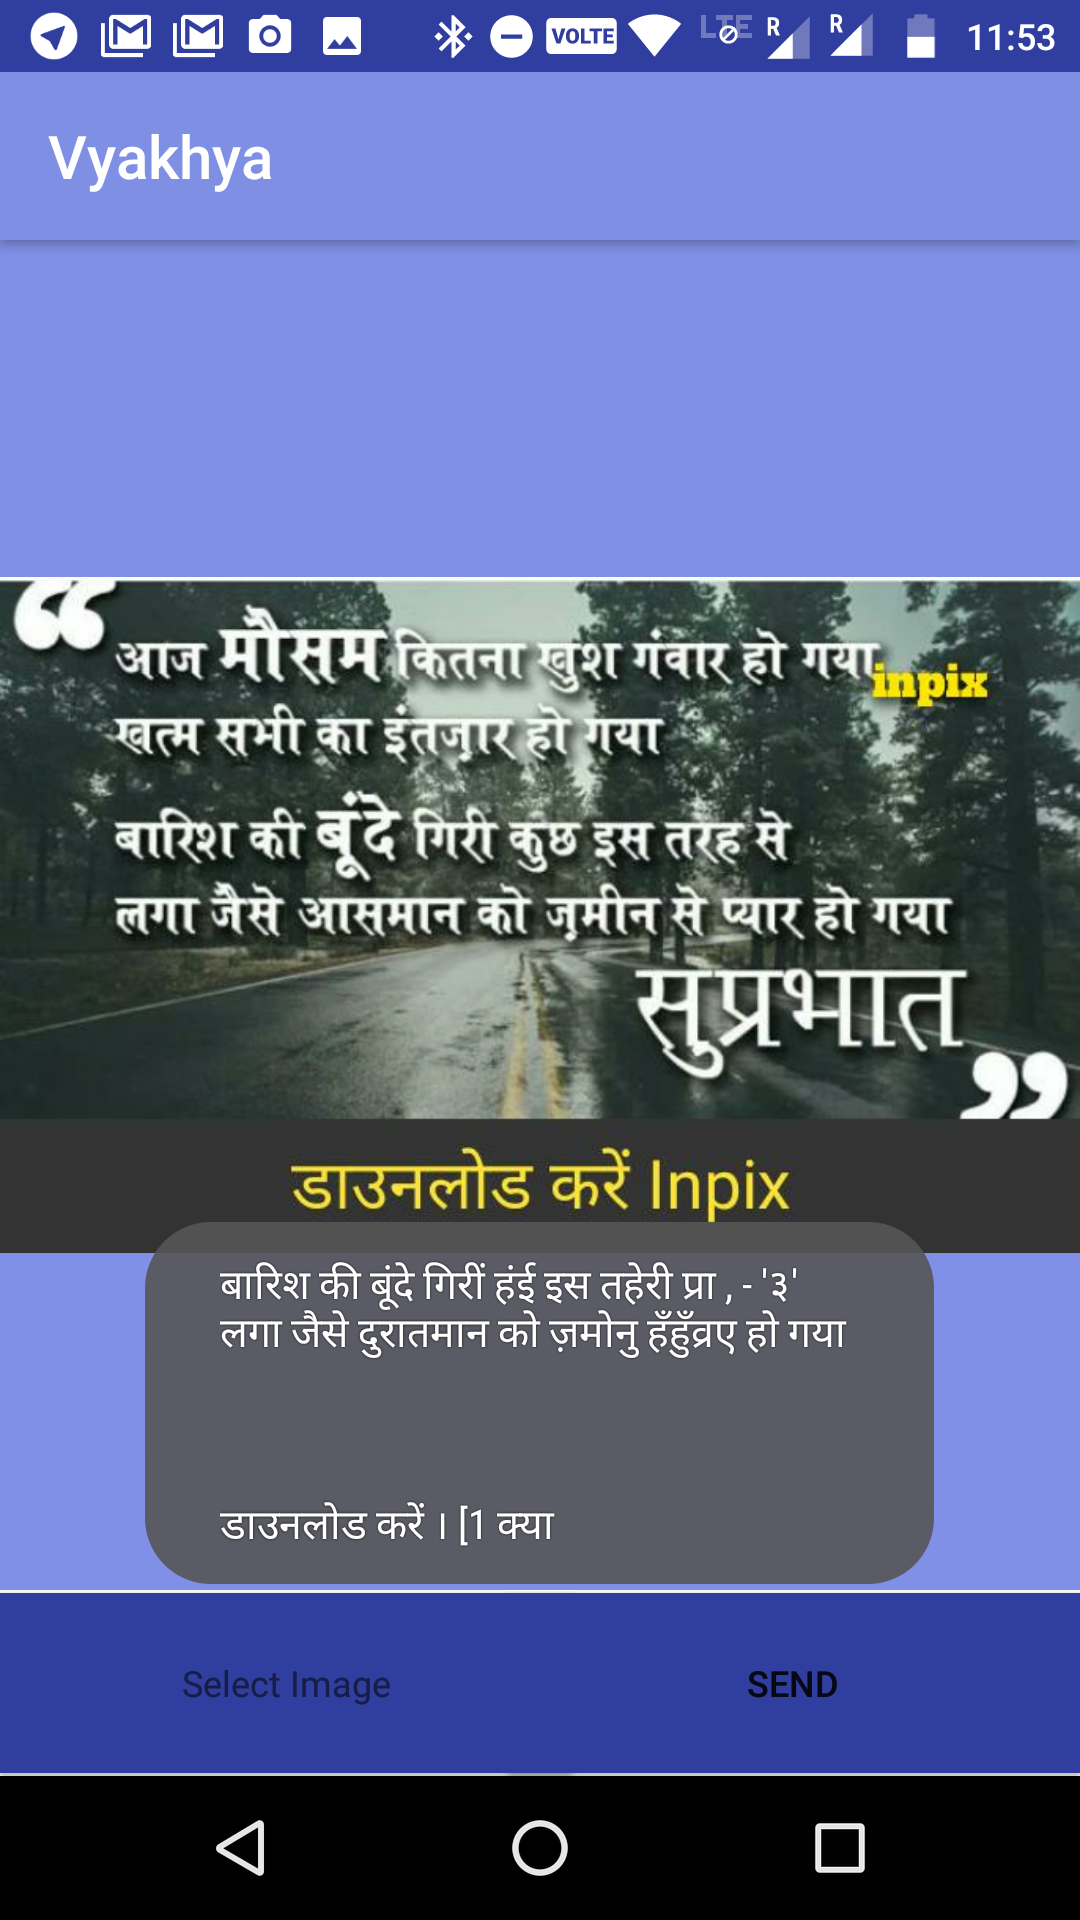 VOLTE LTE R R 11:53
Vyakhya
“ आज मौसम कितना खुश गंवार हो गया
inpix
खत्म सभी का इंतज़ार हो गया
बारिश की बूंदे गिरी कुछ इस तरह से
लगा जैसे आसमान को ज़मीन से प्यार हो गया
सुप्रभात ”
डाउनलोड करें Inpix
बारिश की बूंदे गिरीं हंई इस तहेरी प्रा , - '३'
लगा जैसे दुरातमान को ज़मोनु हँहुँव्रए हो गया
डाउनलोड करें । [1 क्या
Select Image SEND